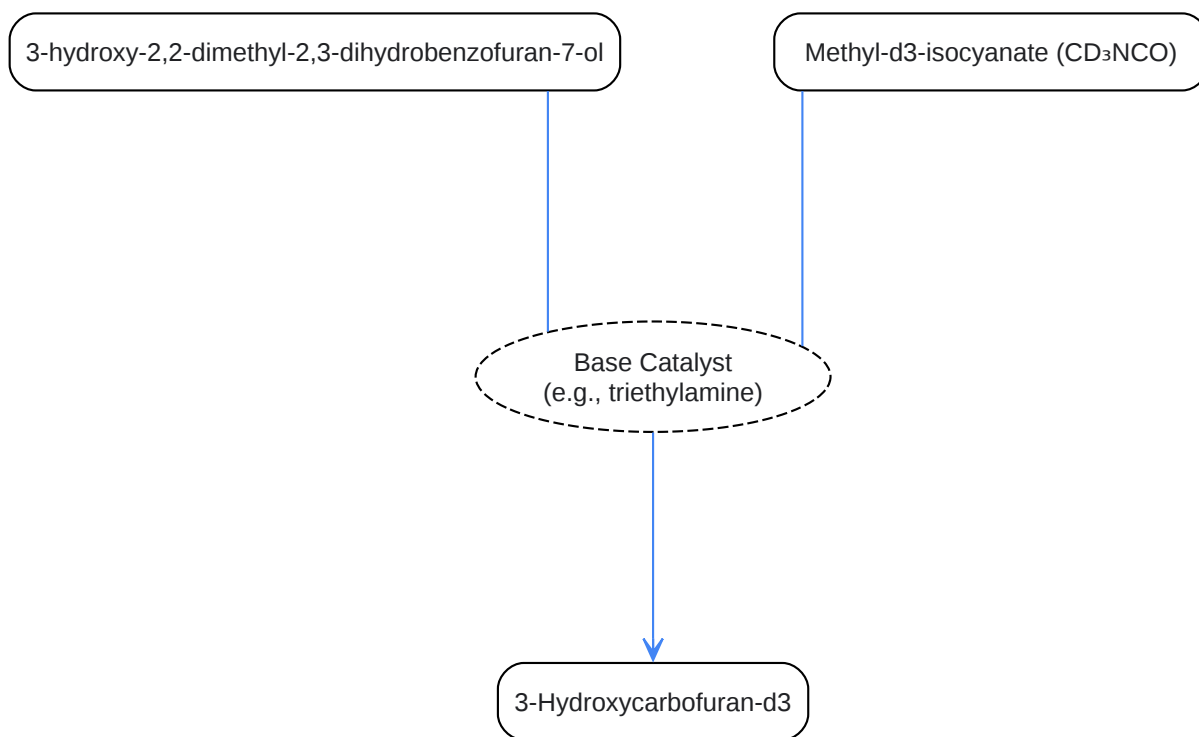 3-hydroxy-2,2-dimethyl-2,3-dihydrobenzofuran-7-ol
Methyl-d3-isocyanate (CD₃NCO)
Base Catalyst
(e.g., triethylamine)
3-Hydroxycarbofuran-d3